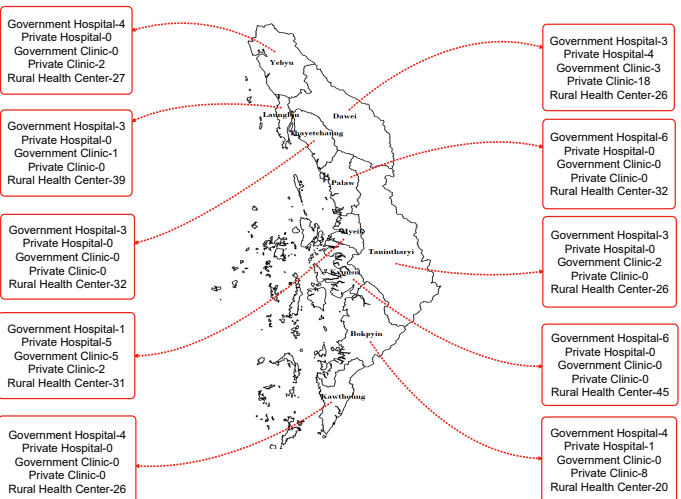 Government Hospital-4
Private Hospital-0
Government Clinic-0
Private Clinic-2
Rural Health Center-27
Government Hospital-3
Private Hospital-0
Government Clinic-1
Private Clinic-0
Rural Health Center-39
Government Hospital-3
Private Hospital-0
Government Clinic-0
Private Clinic-0
Rural Health Center-32
Government Hospital-1
Private Hospital-5
Government Clinic-5
Private Clinic-2
Rural Health Center-31
Government Hospital-4
Private Hospital-0
Government Clinic-0
Private Clinic-0
Rural Health Center-26
Yebyu
Dawei
Palaw
Myeik
Tanintharyi
Bokpyin
Kawthoung
Government Hospital-3
Private Hospital-4
Government Clinic-3
Private Clinic-18
Rural Health Center-26
Government Hospital-6
Private Hospital-0
Government Clinic-0
Private Clinic-0
Rural Health Center-32
Government Hospital-3
Private Hospital-0
Government Clinic-2
Private Clinic-0
Rural Health Center-26
Government Hospital-6
Private Hospital-0
Government Clinic-0
Private Clinic-0
Rural Health Center-45
Government Hospital-4
Private Hospital-1
Government Clinic-0
Private Clinic-8
Rural Health Center-20